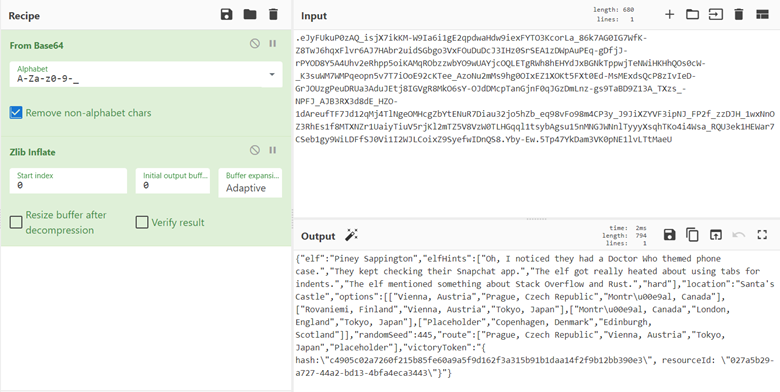 Recipe
From Base64
Alphabet
A-Za-z0-9-_
Remove non-alphabet chars
Zlib Inflate
Start index
0
Initial output buff...
0
Buffer expansi...
Adaptive
Resize buffer after
decompression
Verify result
Input
length: 680
lines: 1
.eJyFUkuP0zAQ_isjX7ikKM-W9Ia6i1gE2qpdwaHdw9iexFYTO3KcorLa_86k7AG0IG7WfK-
Z8TwJ6hqxFlvr6AJ7HAbr2uidSGbgo3VxFOuDuDcJ3IHz0SrSEA1zDWpAuPEq-gDfjJ-
rPYOD8Y5A4Uhv2eRhpp5oiKAMqRObzzwbYO9wUAYjcOQLETgRWh8hEHYdJxBGNkTppwjTeNWiHKHhQOs0cW-
_K3suWM7WMPqeopn5v7T7iOoE92cKTee_AzoNu2mMs9hg0OIxEZ1XOKt5FXt0Ed-MsMExdsQcP8zIvIeD-
GrJOUzgPeuDRUa3AduJEtj8IGVgR8MkO6sY-OJdDMcpTanGjnF0qJGzDmLnz-gs9TaBD9Z13A_TXzs_-
NPFJ_AJB3RX3d8dE_HZO-
1dAreufTF7Jd12qMj4TlNgeOMHcgZbYtENuR7Diau32jo5hZb_eq98vFo98m4CP3y_J9JiXZYVF3ipNJ_FP2f_zzDJH_1wxNnO
Z3RhEs1f8MTXNZr1UaiyTiuV5rjKl2mTZ5V8VzW0TLHGqql1tsybAgsu15nMNGJWNnlTyyyXsqhTKo4i4Wsa_RQU3ek1HEWar7
CSeb1gy9WiLDFfSJ0Vi1I2WJLCoixZ9SyefwIDnQS8.Yby-Ew.5Tp47YkDam3VK0pNE1lvLTtMaeU
Output
time: 2ms
length: 794
lines: 1
{"elf":"Piney Sappington","elfHints":["Oh, I noticed they had a Doctor Who themed phone
case.","They kept checking their Snapchat app.","The elf got really heated about using tabs for
indents.","The elf mentioned something about Stack Overflow and Rust.","hard"],"location":"Santa's
Castle","options":[["Vienna, Austria","Prague, Czech Republic","Montr\u00e9al, Canada"],
["Rovaniemi, Finland","Vienna, Austria","Tokyo, Japan"],["Montr\u00e9al, Canada","London,
England","Tokyo, Japan"],["Placeholder","Copenhagen, Denmark","Edinburgh,
Scotland"]],"randomSeed":445,"route":["Prague, Czech Republic","Vienna, Austria","Tokyo,
Japan","Placeholder"],"victoryToken":"{
hash:\"c4905c02a7260f215b85fe60a9a5f9d162f3a315b91b1daa14f2f9b12bb390e3\", resourceId: \"027a5b29-
a727-44a2-bd13-4bfa4eca3443\"}"}